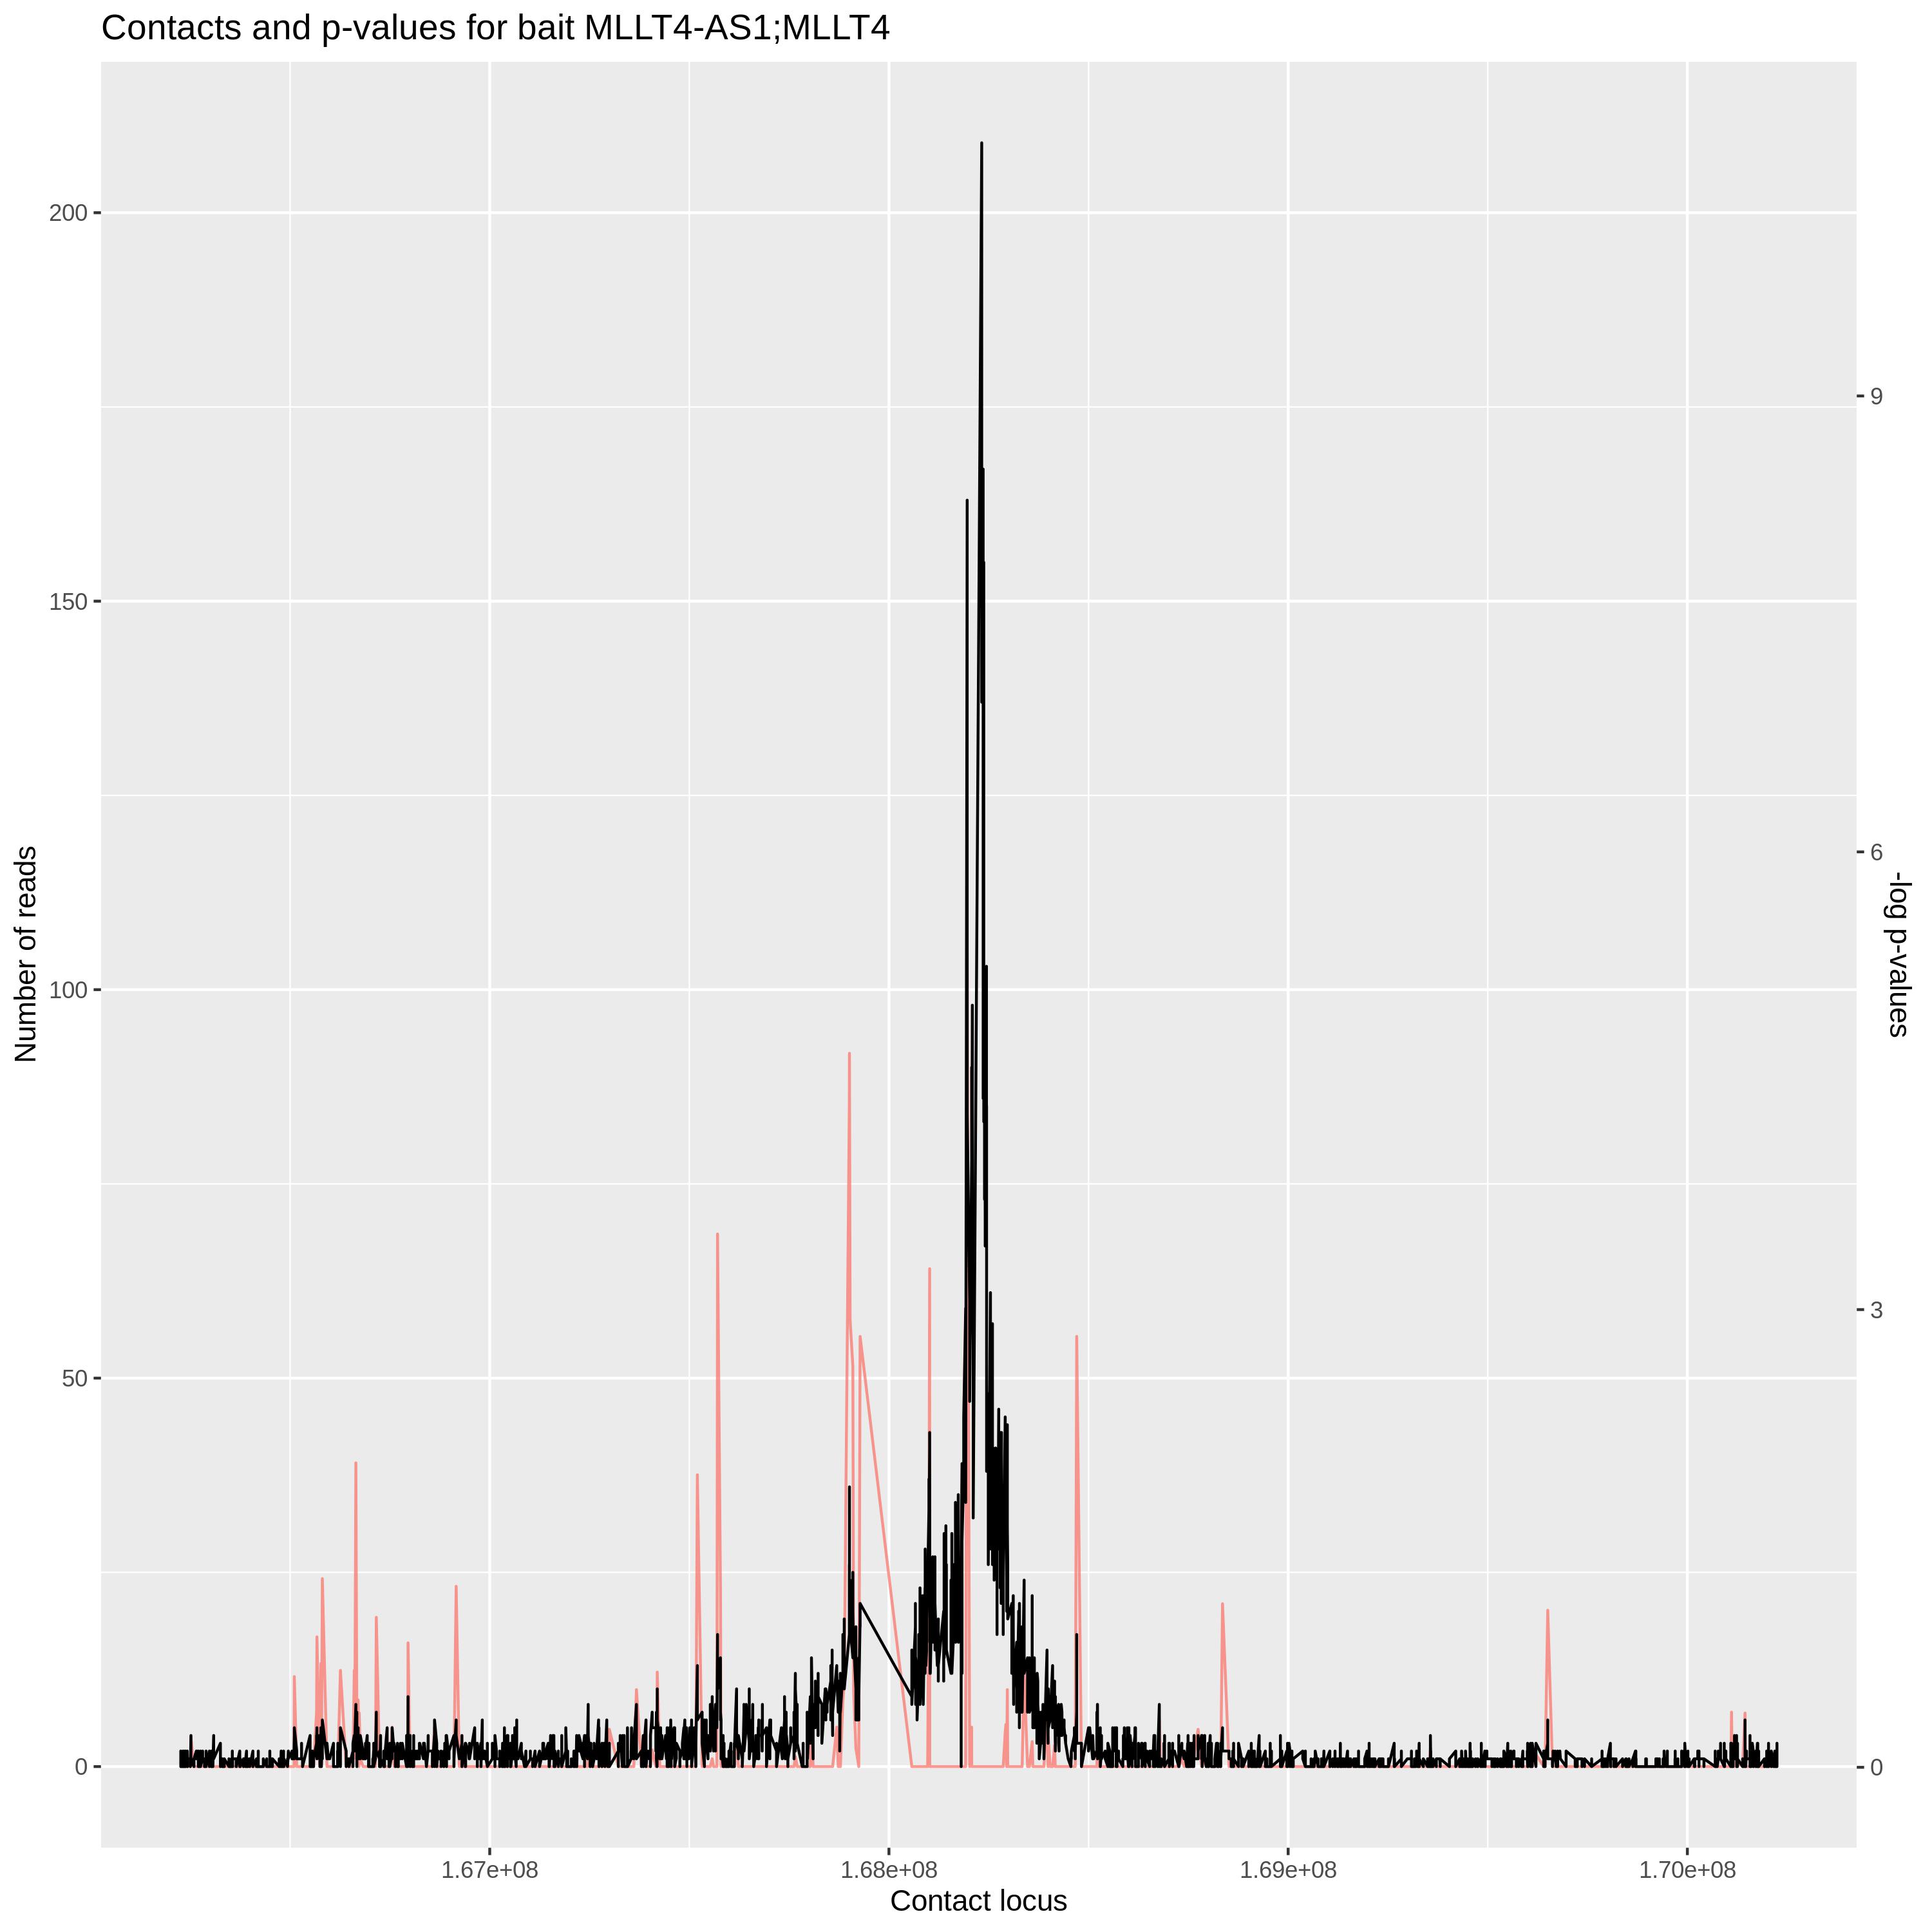 Contacts and p-values for bait MLLT4-AS1;MLLT4
200
150
100
50
0
Number of reads
9
6
3
0
-log p-values
1.67e+08
1.68e+08
1.69e+08
1.70e+08
Contact locus